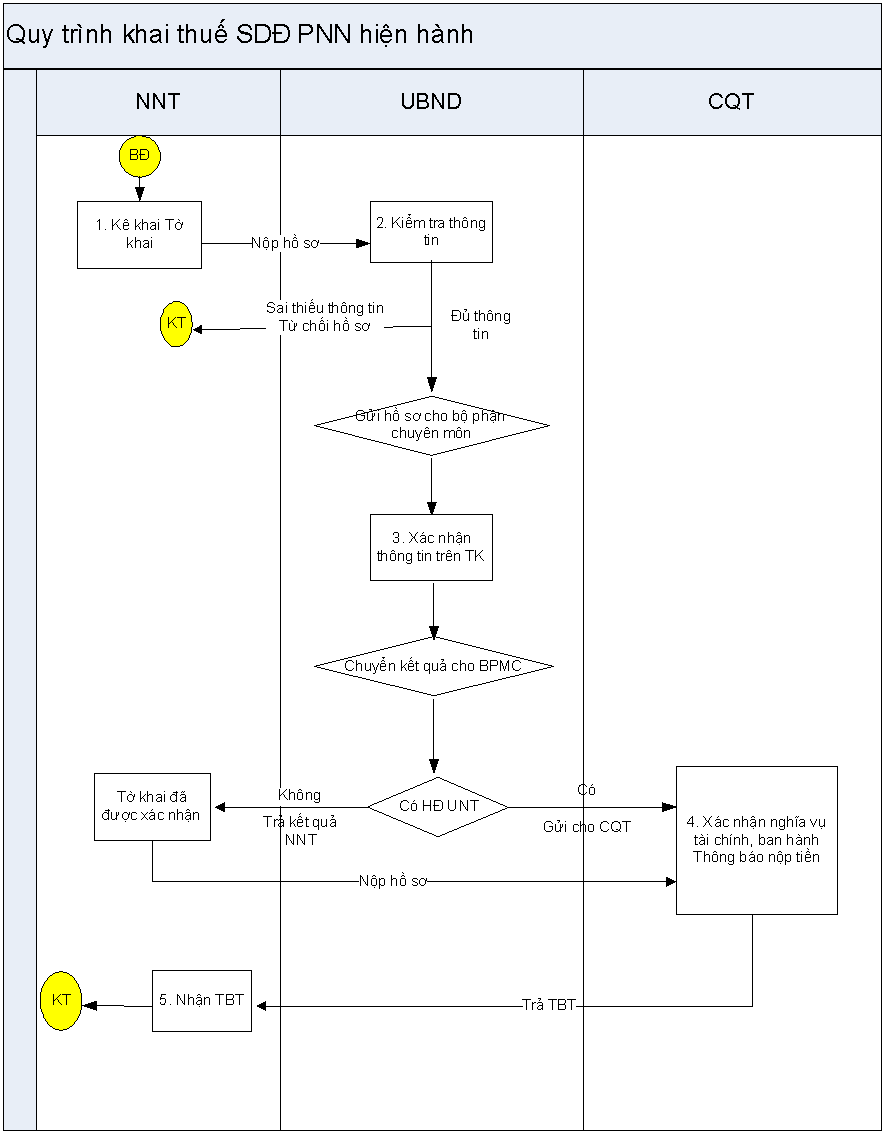 Quy trình khai thuế SDĐ PNN hiện hành
NNT
UBND
CQT
BĐ
1. Kê khai Tờ
khai
Nộp hồ sơ
2. Kiểm tra thông
tin
Sai thiếu thông tin
Từ chối hồ sơ
KT
Đủ thông
tin
Gửi hồ sơ cho bộ phận
chuyên môn
3. Xác nhận
thông tin trên TK
Chuyển kết quả cho BPMC
Có HĐ UNT
Không
Trả kết quả
NNT
Tờ khai đã
được xác nhận
Có
Gửi cho CQT
4. Xác nhận nghĩa vụ
tài chính, ban hành
Thông báo nộp tiền
Nộp hồ sơ
Trả TBT
5. Nhận TBT
KT